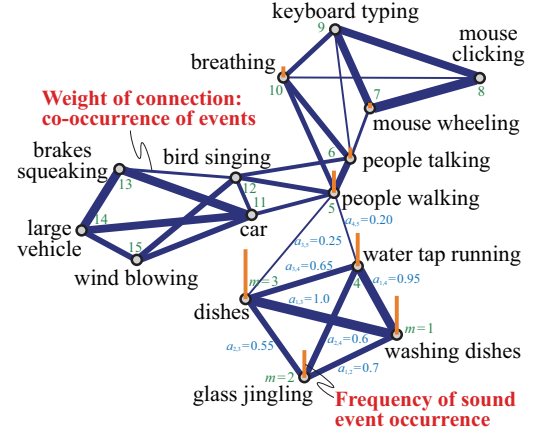 keyboard typing
9
mouse
clicking
breathing
10
7
8
mouse wheeling
Weight of connection:
co-occurrence of events
brakes
squeaking
13
bird singing
12
6
people talking
5
people walking
11
car
large
vehicle
14
15
wind blowing
a4,5=0.20
a3,5=0.25
water tap running
a3,4=0.65
4
a1,4=0.95
m=3
a1,3=1.0
dishes
m=1
a2,3=0.55
a2,4=0.6
washing dishes
a1,2=0.7
m=2
glass jingling
Frequency of sound
event occurrence